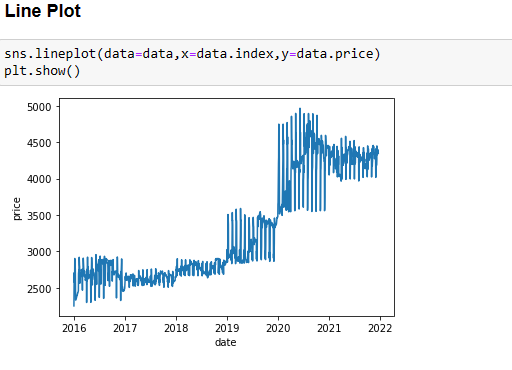 Line Plot
sns.lineplot(data=data,x=data.index,y=data.price)
plt.show()
5000
4500
4000
3500
3000
2500
price
2016 2017 2018 2019 2020 2021 2022
date